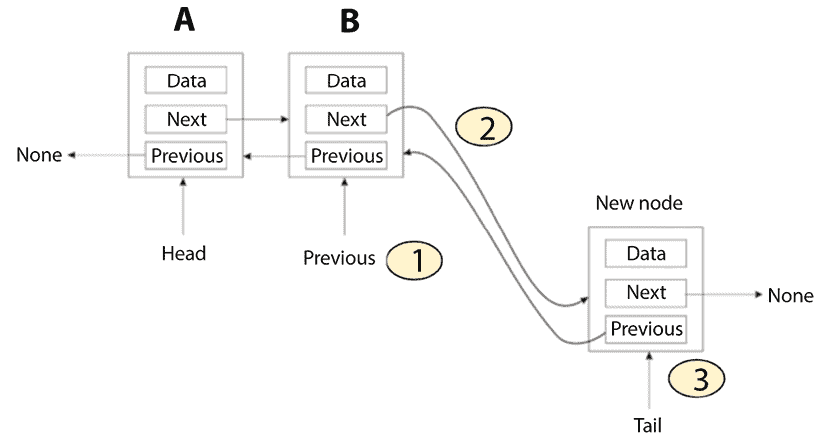 A
B
Data
Next
Previous
Data
Next
Previous
None
2
Head
Previous
1
New node
Data
Next
Previous
None
3
Tail